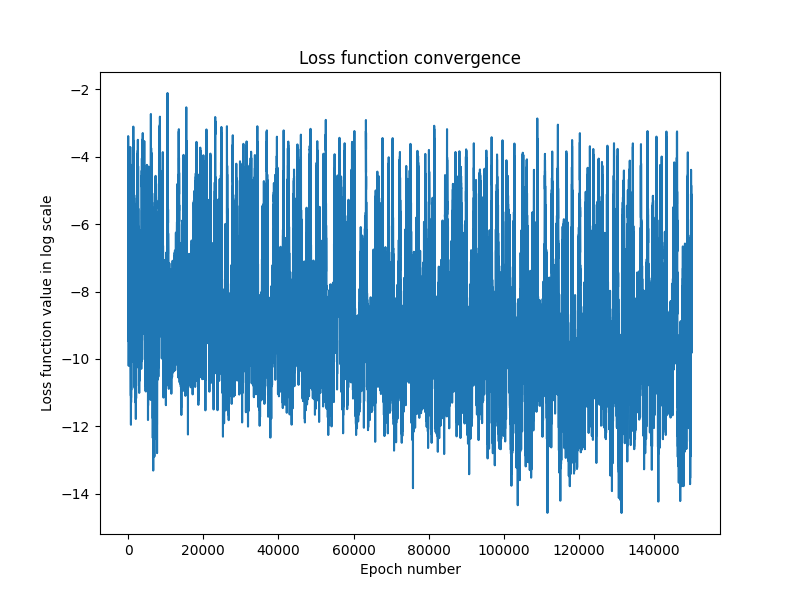 Loss function convergence
−2
−4
−6
−8
−10
−12
−14
Loss function value in log scale
0 20000 40000 60000 80000 100000 120000 140000
Epoch number